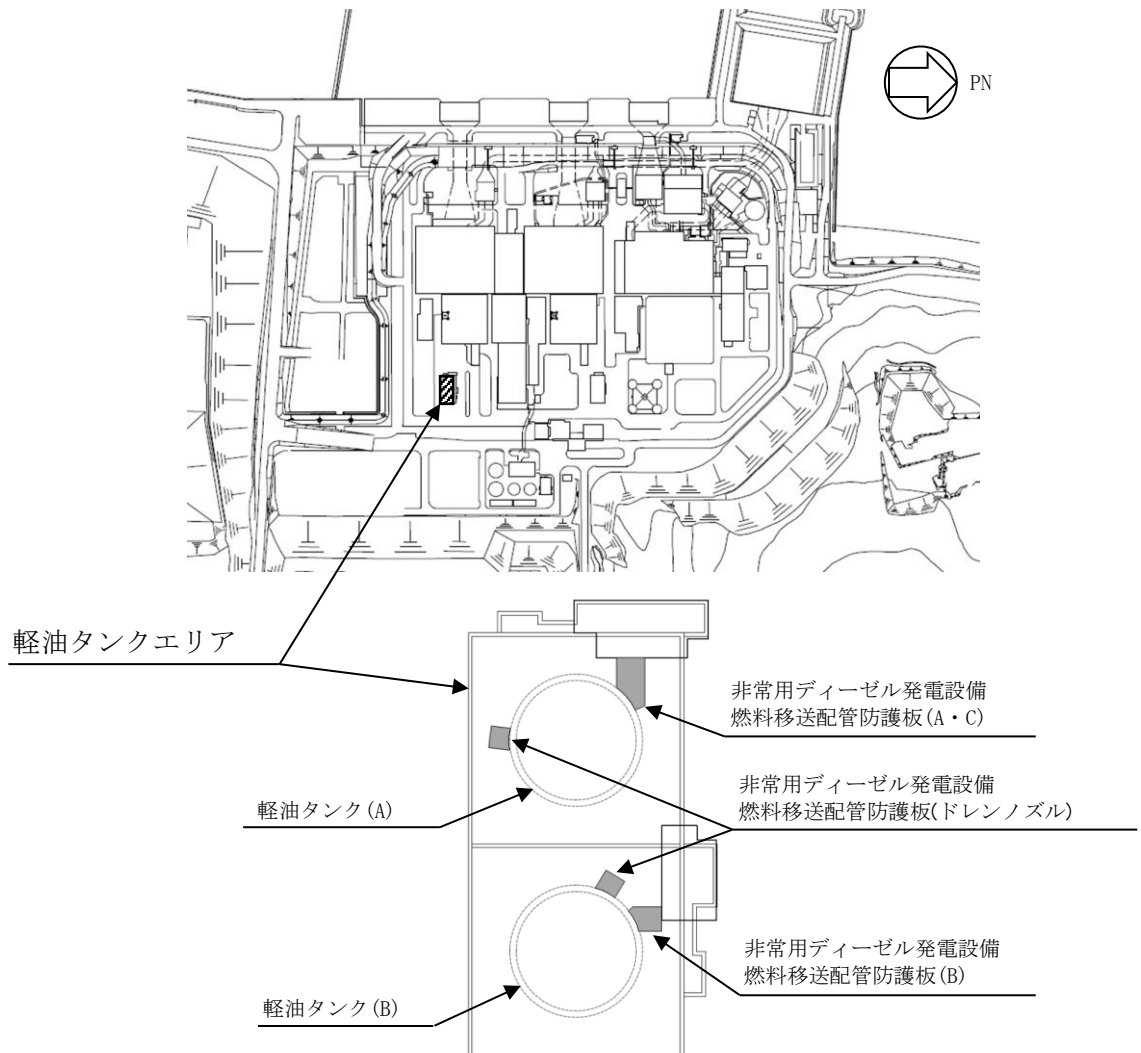 PN
軽油タンクエリア
非常用ディーゼル発電設備
燃料移送配管防護板(A・C)
非常用ディーゼル発電設備
燃料移送配管防護板(ドレンノズル)
軽油タンク(A)
非常用ディーゼル発電設備
燃料移送配管防護板(B)
軽油タンク(B)